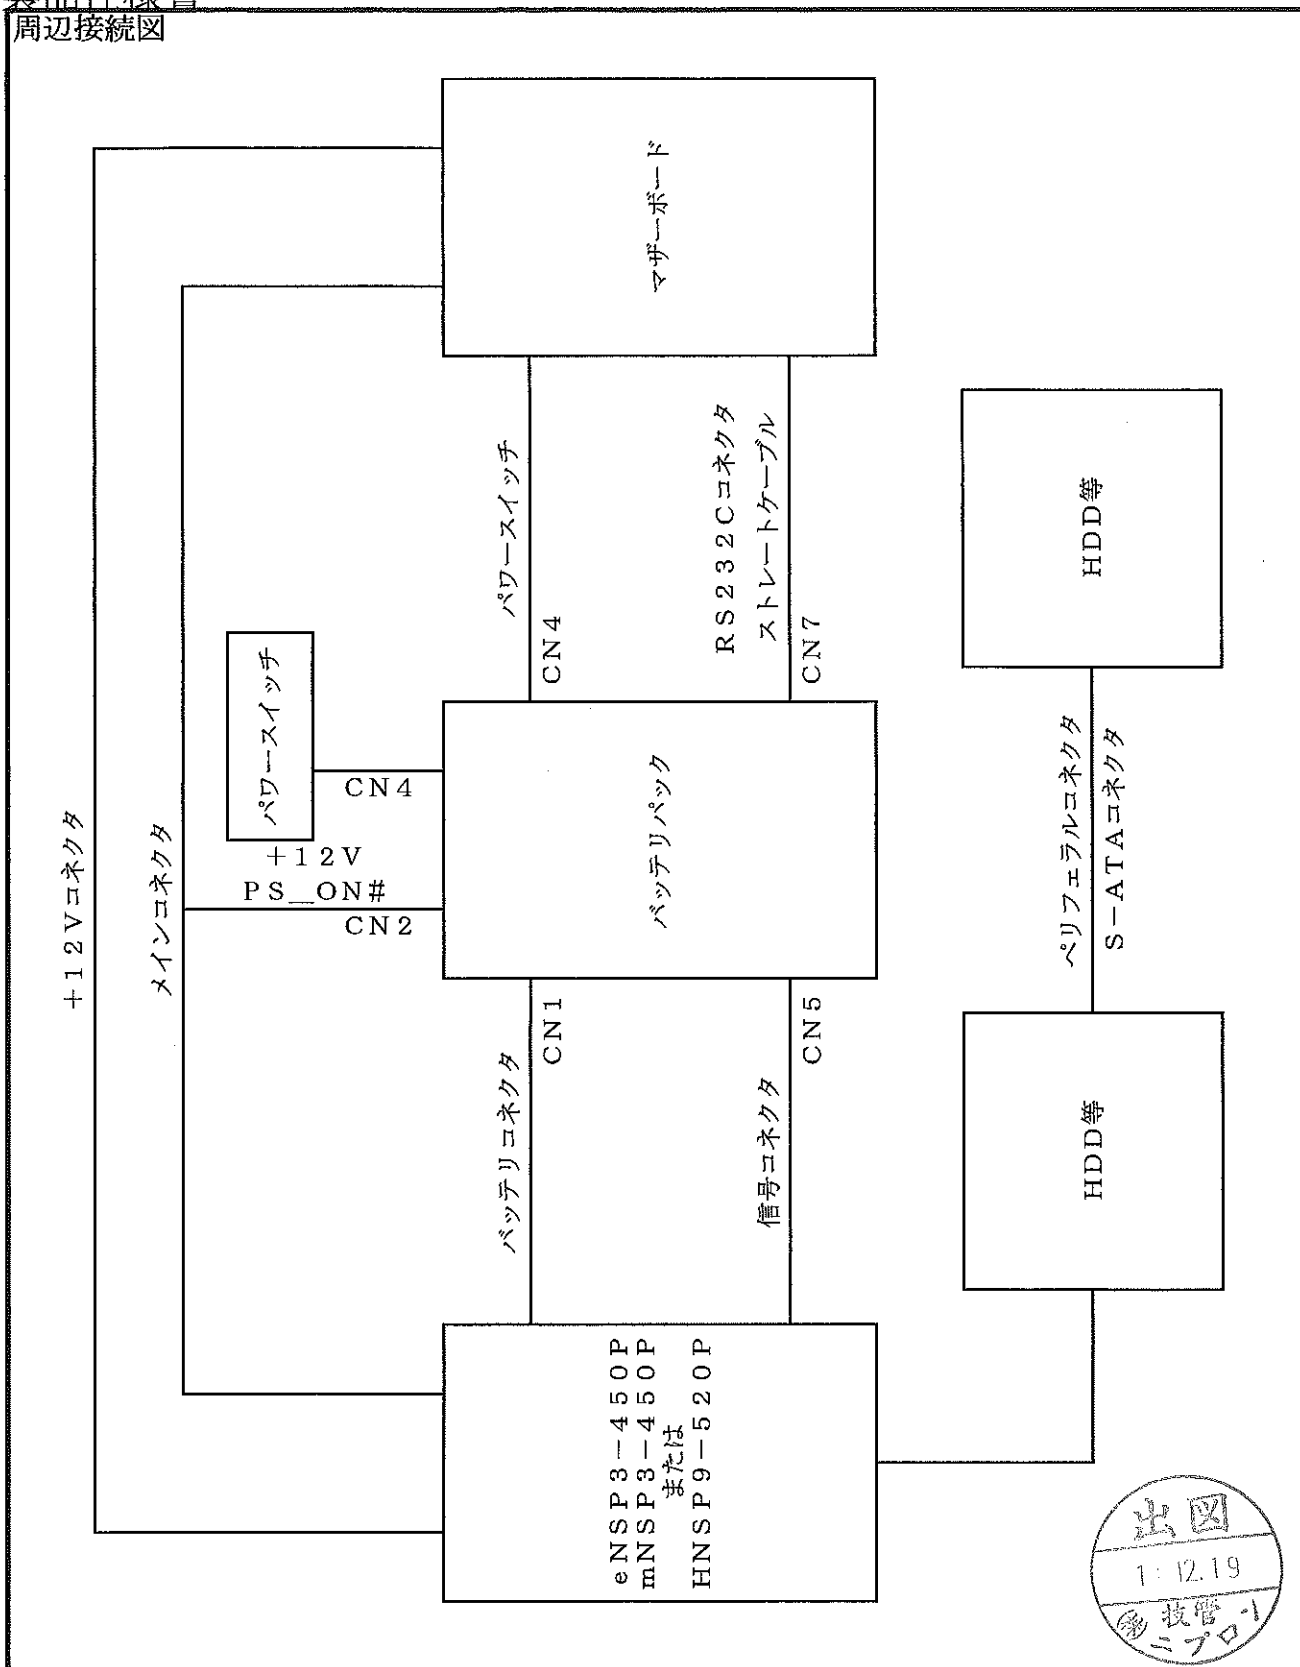 周辺接続図
マザーボード
+12Vコネクタ
メインコネクタ
パワースイッチ
CN4
RS232Cコネクタ
ストレートケーブル
CN7
HDD等
パワースイッチ
CN4
+12V
PS_ON#
CN2
バッテリパック
ペリフェラルコネクタ
S-ATAコネクタ
バッテリコネクタ
CN1
信号コネクタ
CN5
HDD等
eNSP3-450P
mNSP3-450P
または
HNSP9-520P
出図
12.19
技管
ニプロン